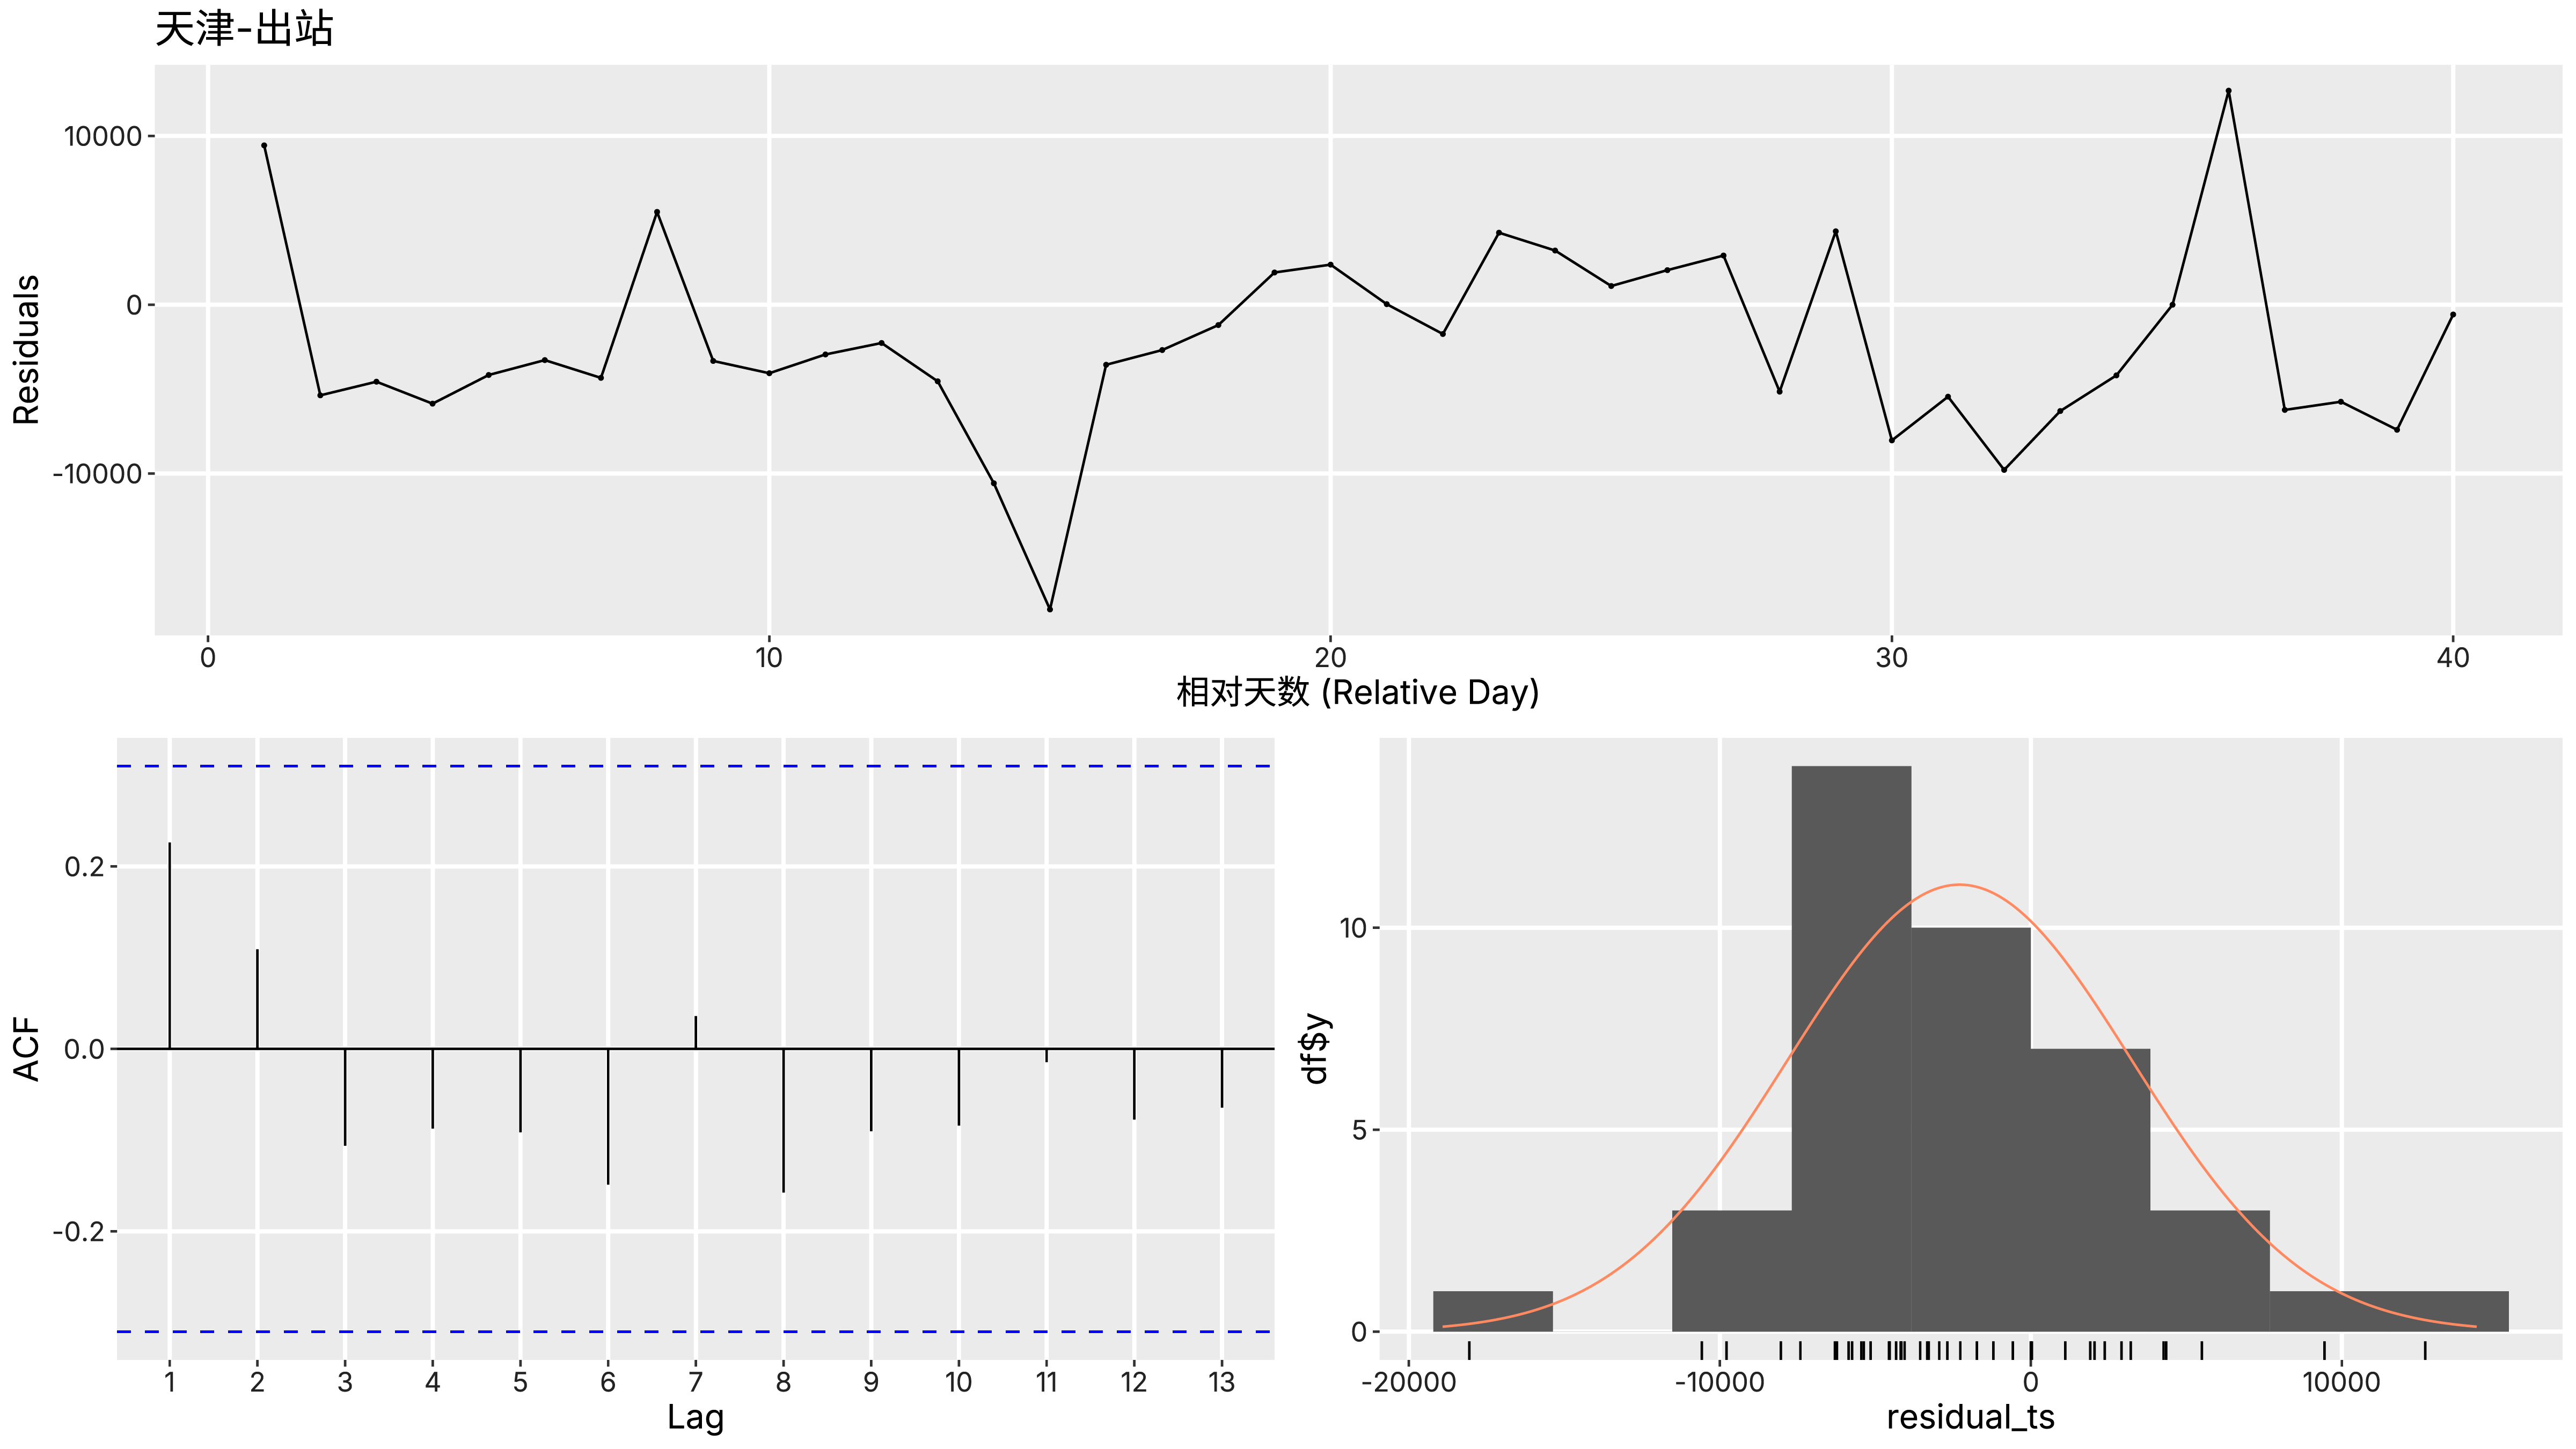 天津-出站
Residuals
10000
0
-10000
0 10 20 30 40
相对天数 (Relative Day)
ACF
0.2
0.0
-0.2
1 2 3 4 5 6 7 8 9 10 11 12 13
Lag
df$y
10
5
0
-20000 -10000 0 10000
residual_ts